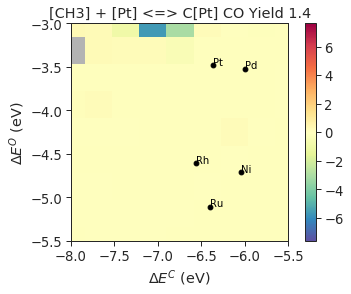 [CH3] + [Pt] <=> C[Pt] CO Yield 1.4
−3.0
−3.5
−4.0
−4.5
−5.0
−5.5
ΔE^O (eV)
Pt
Pd
Rh
Ni
Ru
−8.0 −7.5 −7.0 −6.5 −6.0 −5.5
ΔE^C (eV)
6
4
2
0
−2
−4
−6